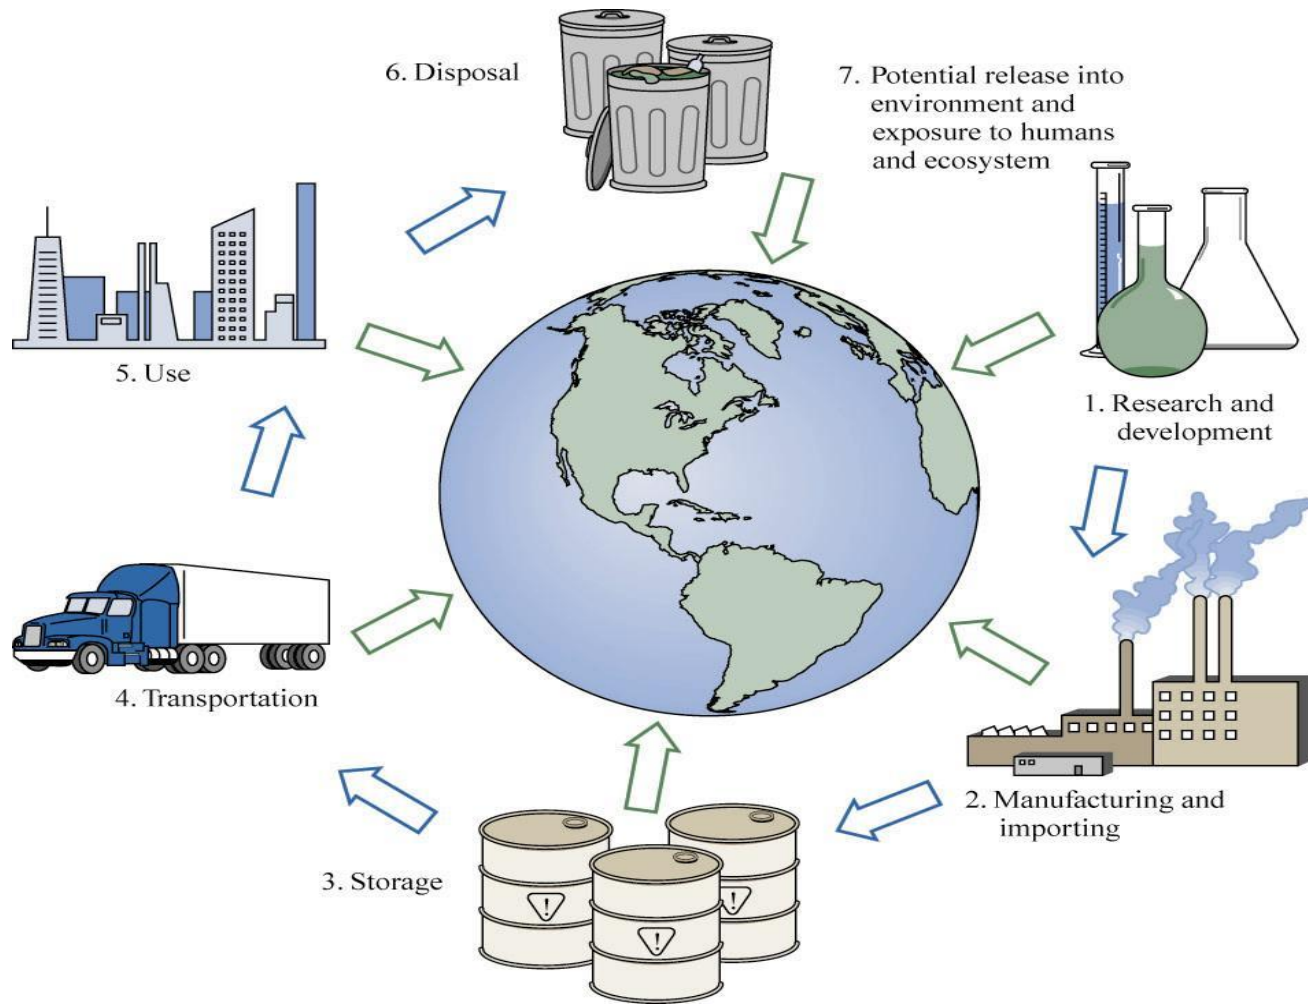 6. Disposal
7. Potential release into
environment and
exposure to humans
and ecosystem
5. Use
1. Research and
development
4. Transportation
2. Manufacturing and
importing
3. Storage
!
!
!